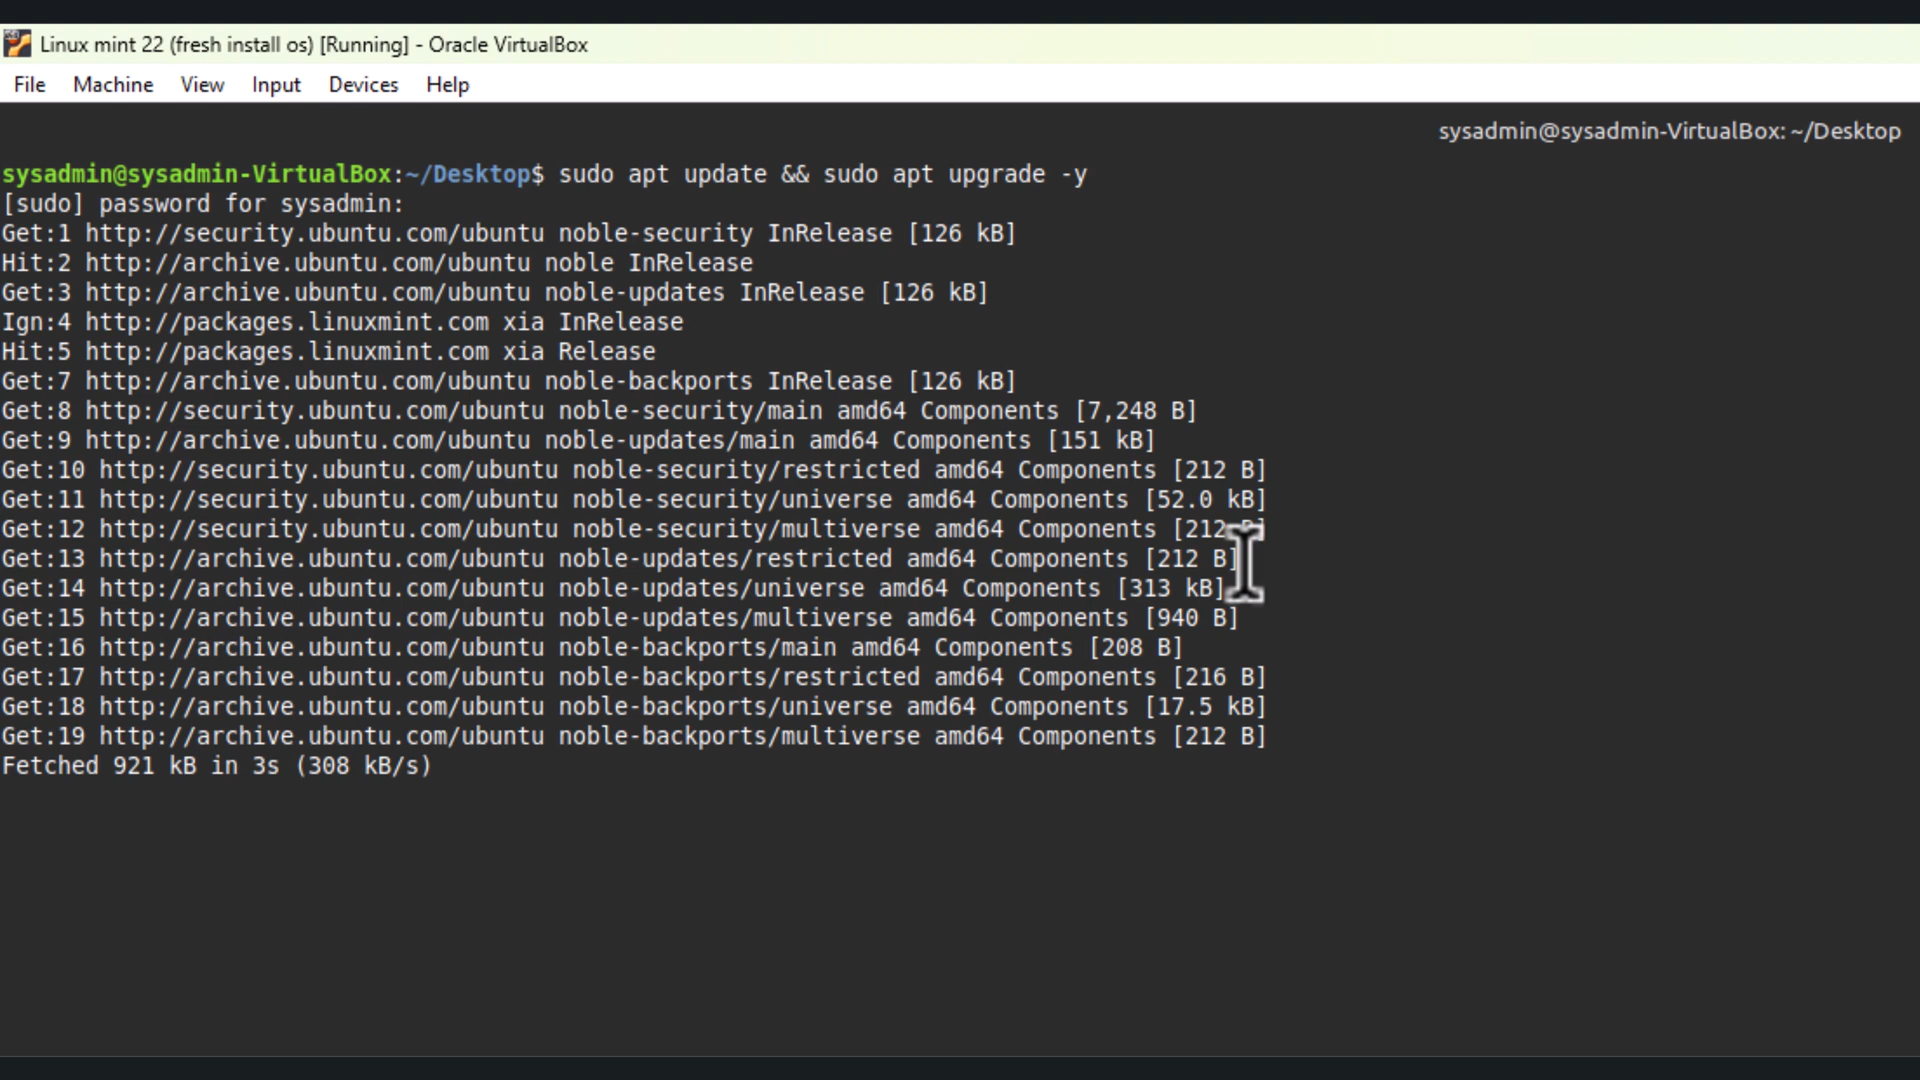 Linux mint 22 (fresh install os) [Running] - Oracle VirtualBox
File Machine View Input Devices Help
sysadmin@sysadmin-VirtualBox: ~/Desktop
sysadmin@sysadmin-VirtualBox:~/Desktop$ sudo apt update && sudo apt upgrade -y
[sudo] password for sysadmin:
Get:1 http://security.ubuntu.com/ubuntu noble-security InRelease [126 kB]
Hit:2 http://archive.ubuntu.com/ubuntu noble InRelease
Get:3 http://archive.ubuntu.com/ubuntu noble-updates InRelease [126 kB]
Ign:4 http://packages.linuxmint.com xia InRelease
Hit:5 http://packages.linuxmint.com xia Release
Get:7 http://archive.ubuntu.com/ubuntu noble-backports InRelease [126 kB]
Get:8 http://security.ubuntu.com/ubuntu noble-security/main amd64 Components [7,248 B]
Get:9 http://archive.ubuntu.com/ubuntu noble-updates/main amd64 Components [151 kB]
Get:10 http://security.ubuntu.com/ubuntu noble-security/restricted amd64 Components [212 B]
Get:11 http://security.ubuntu.com/ubuntu noble-security/universe amd64 Components [52.0 kB]
Get:12 http://security.ubuntu.com/ubuntu noble-security/multiverse amd64 Components [212 B]
Get:13 http://archive.ubuntu.com/ubuntu noble-updates/restricted amd64 Components [212 B]
Get:14 http://archive.ubuntu.com/ubuntu noble-updates/universe amd64 Components [313 kB]
Get:15 http://archive.ubuntu.com/ubuntu noble-updates/multiverse amd64 Components [940 B]
Get:16 http://archive.ubuntu.com/ubuntu noble-backports/main amd64 Components [208 B]
Get:17 http://archive.ubuntu.com/ubuntu noble-backports/restricted amd64 Components [216 B]
Get:18 http://archive.ubuntu.com/ubuntu noble-backports/universe amd64 Components [17.5 kB]
Get:19 http://archive.ubuntu.com/ubuntu noble-backports/multiverse amd64 Components [212 B]
Fetched 921 kB in 3s (308 kB/s)